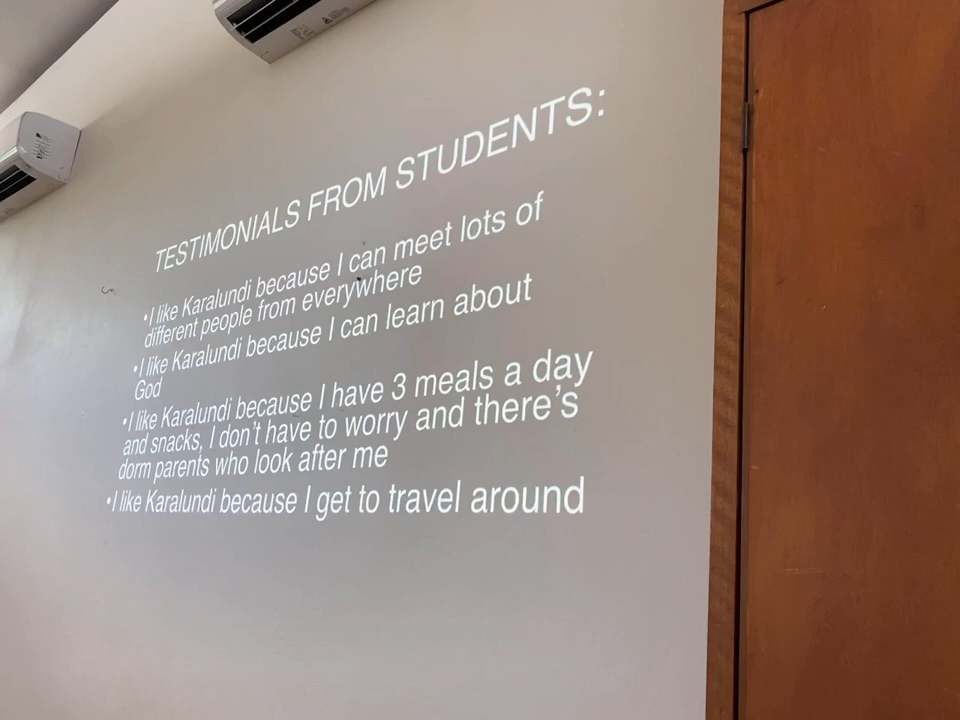 TESTIMONIALS FROM STUDENTS:
•I like Karalundi because I can meet lots of
different people from everywhere
•I like Karalundi because I can learn about
God
•I like Karalundi because I have 3 meals a day
and snacks, I don't have to worry and there's
dorm parents who look after me
•I like Karalundi because I get to travel around